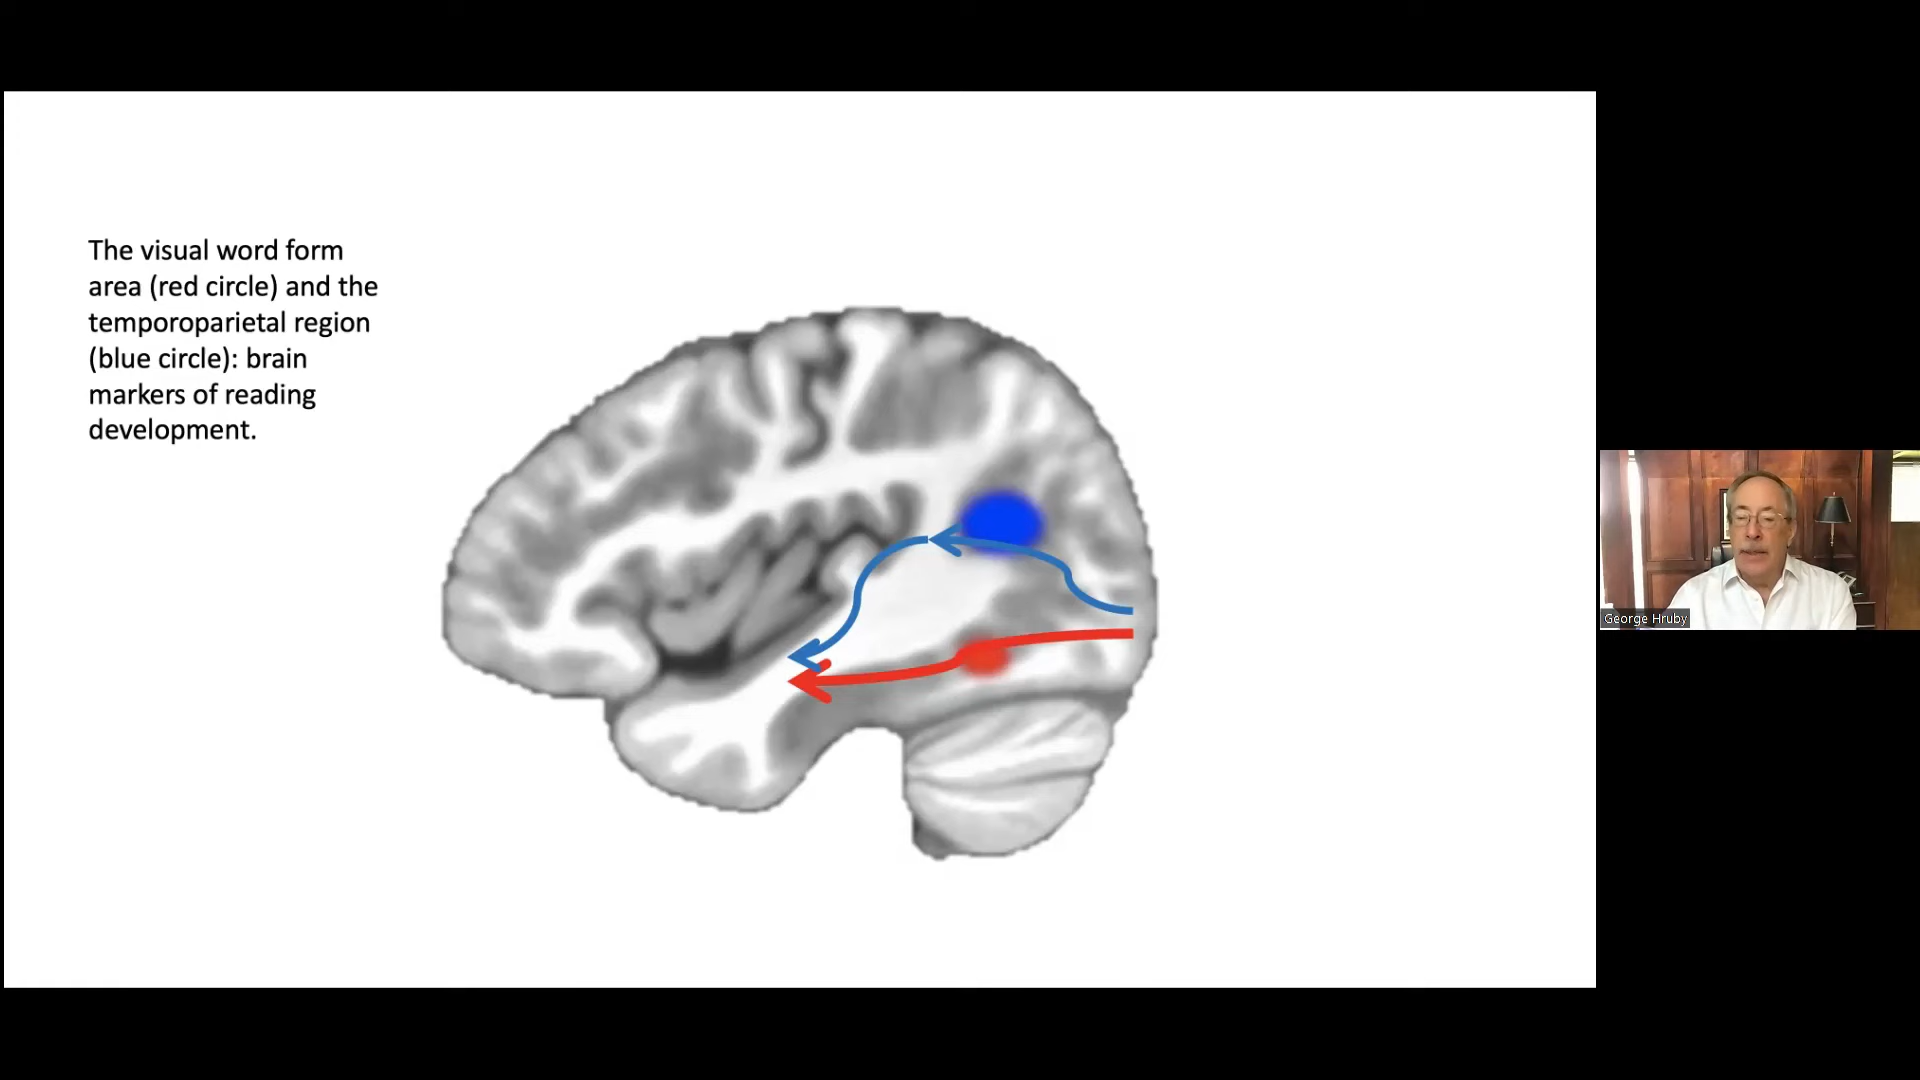 The visual word form
area (red circle) and the
temporoparietal region
(blue circle): brain
markers of reading
development.
George Hruby